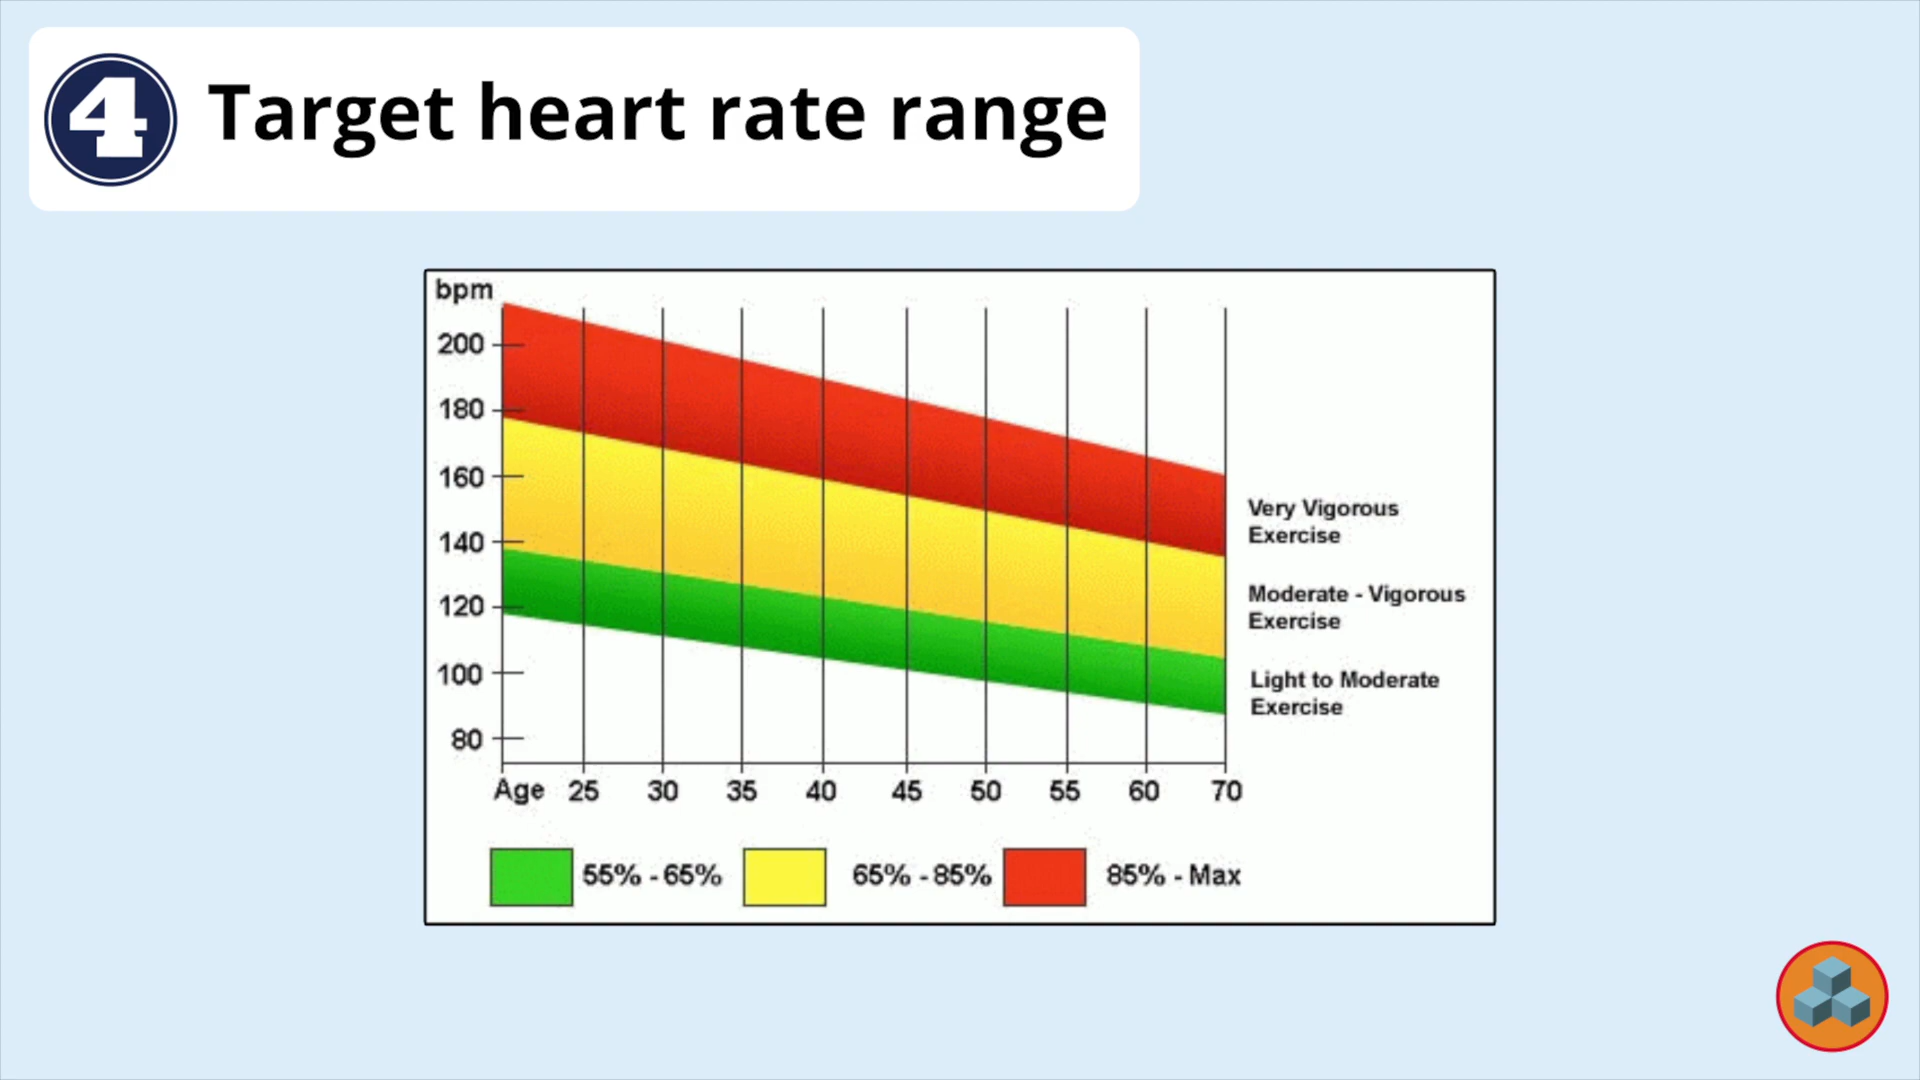 4 Target heart rate range
bpm
200
180
160
140
120
100
80
Age 25 30 35 40 45 50 55 60 70
Very Vigorous
Exercise
Moderate - Vigorous
Exercise
Light to Moderate
Exercise
55% - 65% 65% - 85% 85% - Max